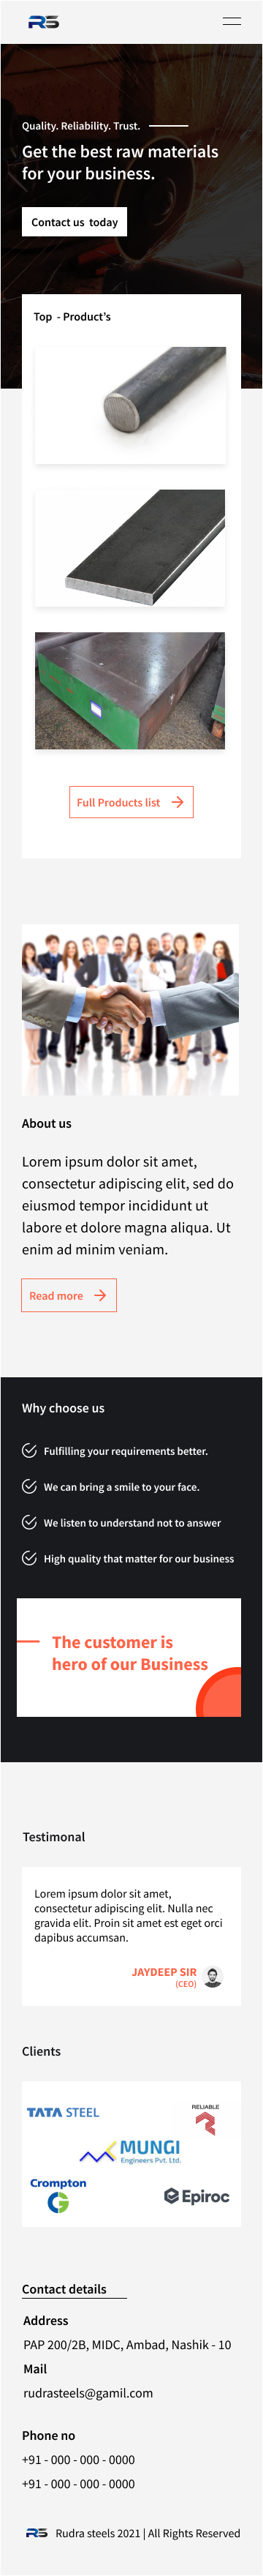 RS
Quality. Reliability. Trust.
Get the best raw materials
for your business.
Contact us today
Top - Product's
Full Products list
About us
Lorem ipsum dolor sit amet,
consectetur adipiscing elit, sed do
eiusmod tempor incididunt ut
labore et dolore magna aliqua. Ut
enim ad minim veniam.
Read more
Why choose us
Fulfilling your requirements better.
We can bring a smile to your face.
We listen to understand not to answer
High quality that matter for our business
The customer is
hero of our Business
Testimonal
Lorem ipsum dolor sit amet,
consectetur adipiscing elit. Nulla nec
gravida elit. Proin sit amet est eget orci
dapibus accumsan.
JAYDEEP SIR
(CEO)
Clients
RELIABLE
TATA STEEL
MUNGI
Engineers Pvt. Ltd.
Crompton
Epiroc
Contact details
Address
PAP 200/2B, MIDC, Ambad, Nashik - 10
Mail
rudrasteels@gamil.com
Phone no
+91 - 000 - 000 - 0000
+91 - 000 - 000 - 0000
RS Rudra steels 2021 | All Rights Reserved